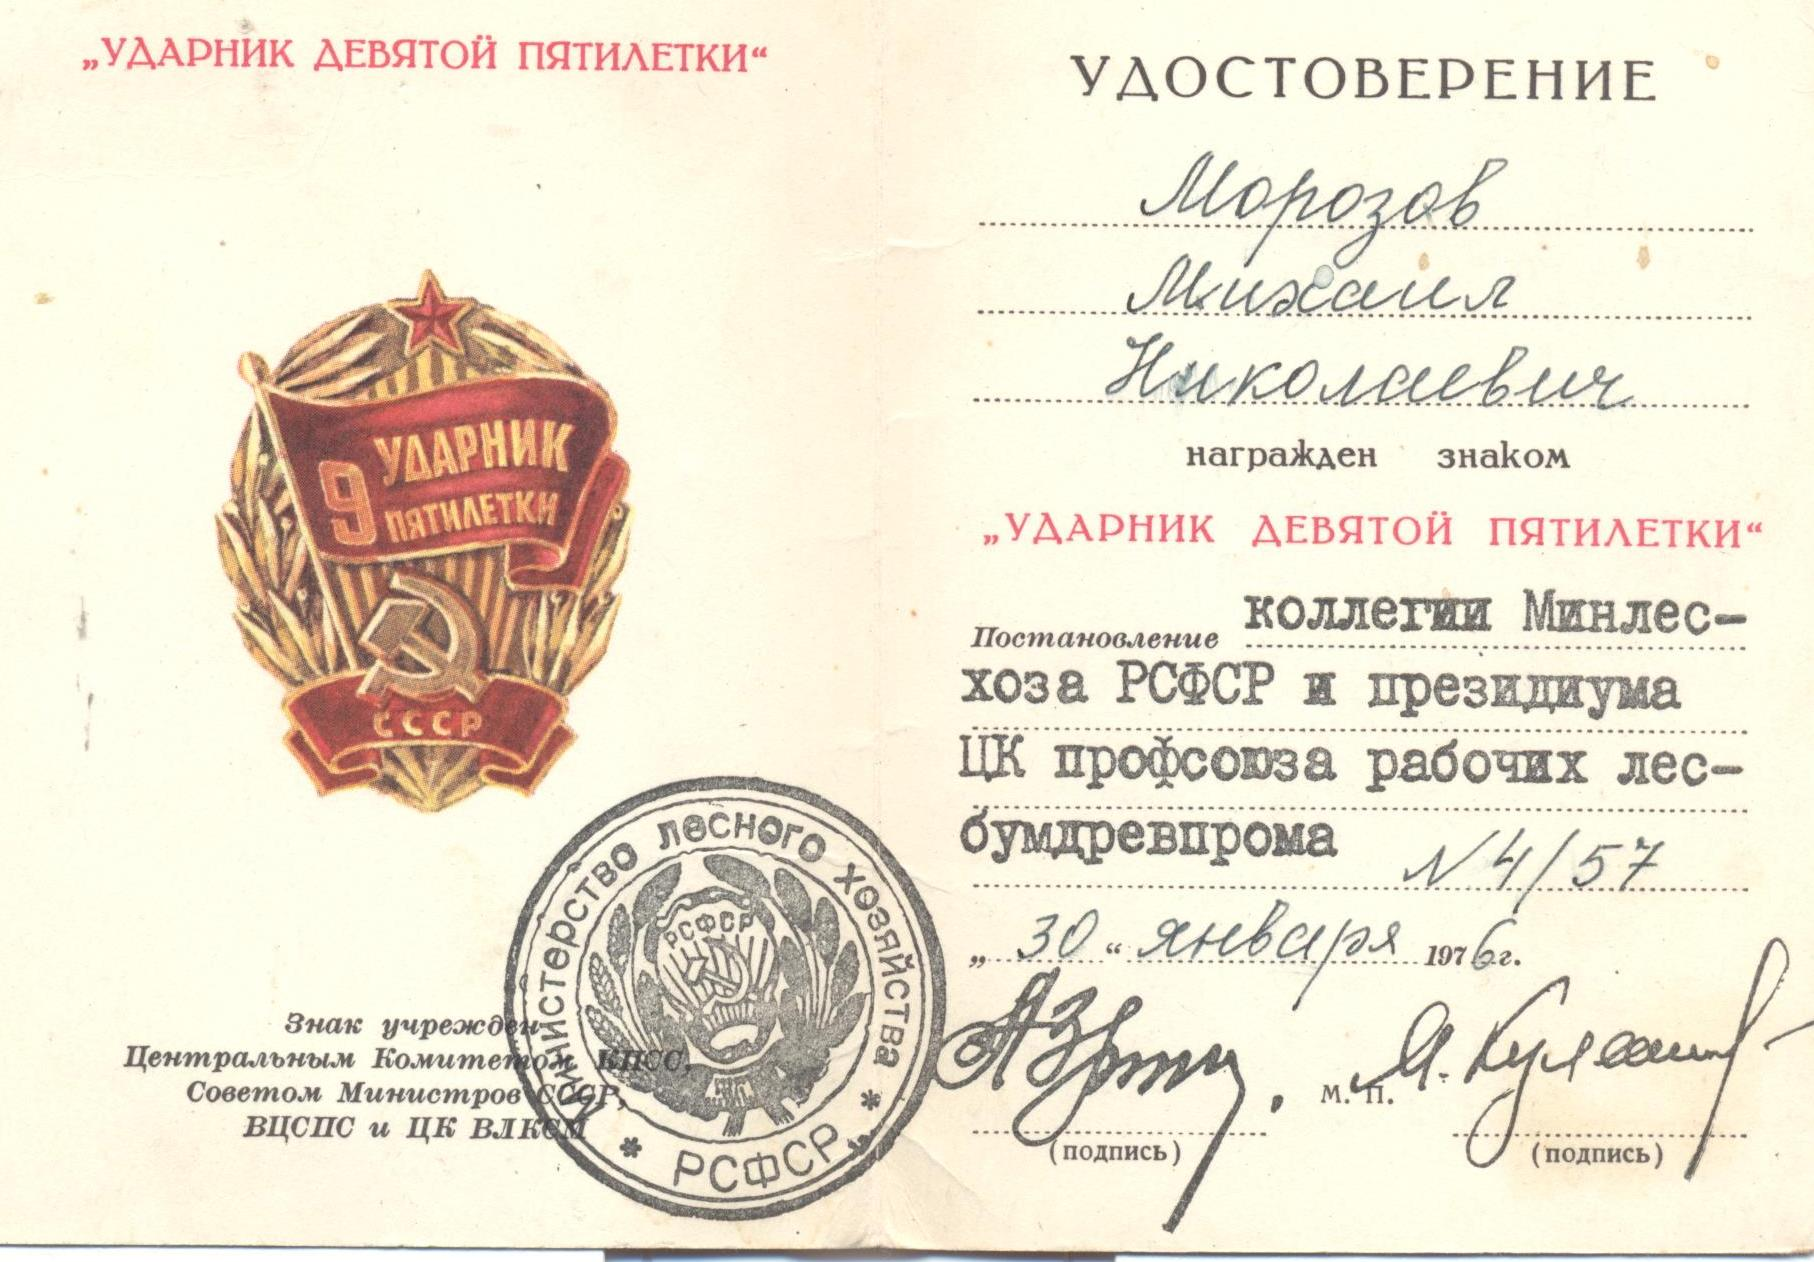 „УДАРНИК ДЕВЯТОЙ ПЯТИЛЕТКИ“
9 УДАРНИК
ПЯТИЛЕТКИ
СССР
Знак учрежден
Центральным Комитетом КПСС,
Советом Министров СССР,
ВЦСПС и ЦК ВЛКСМ
МИНИСТЕРСТВО ЛЕСНОГО ХОЗЯЙСТВА
* РСФСР *
РСФСР
УДОСТОВЕРЕНИЕ
Морозов
Михаил
Николаевич
награжден знаком
„УДАРНИК ДЕВЯТОЙ ПЯТИЛЕТКИ“
Постановление коллегии Минлес-
хоза РСФСР и президиума
ЦК профсоюза рабочих лес-
бумдревпрома N 4/57
„30“ января 1976 г.
м. п.
(подпись) (подпись)